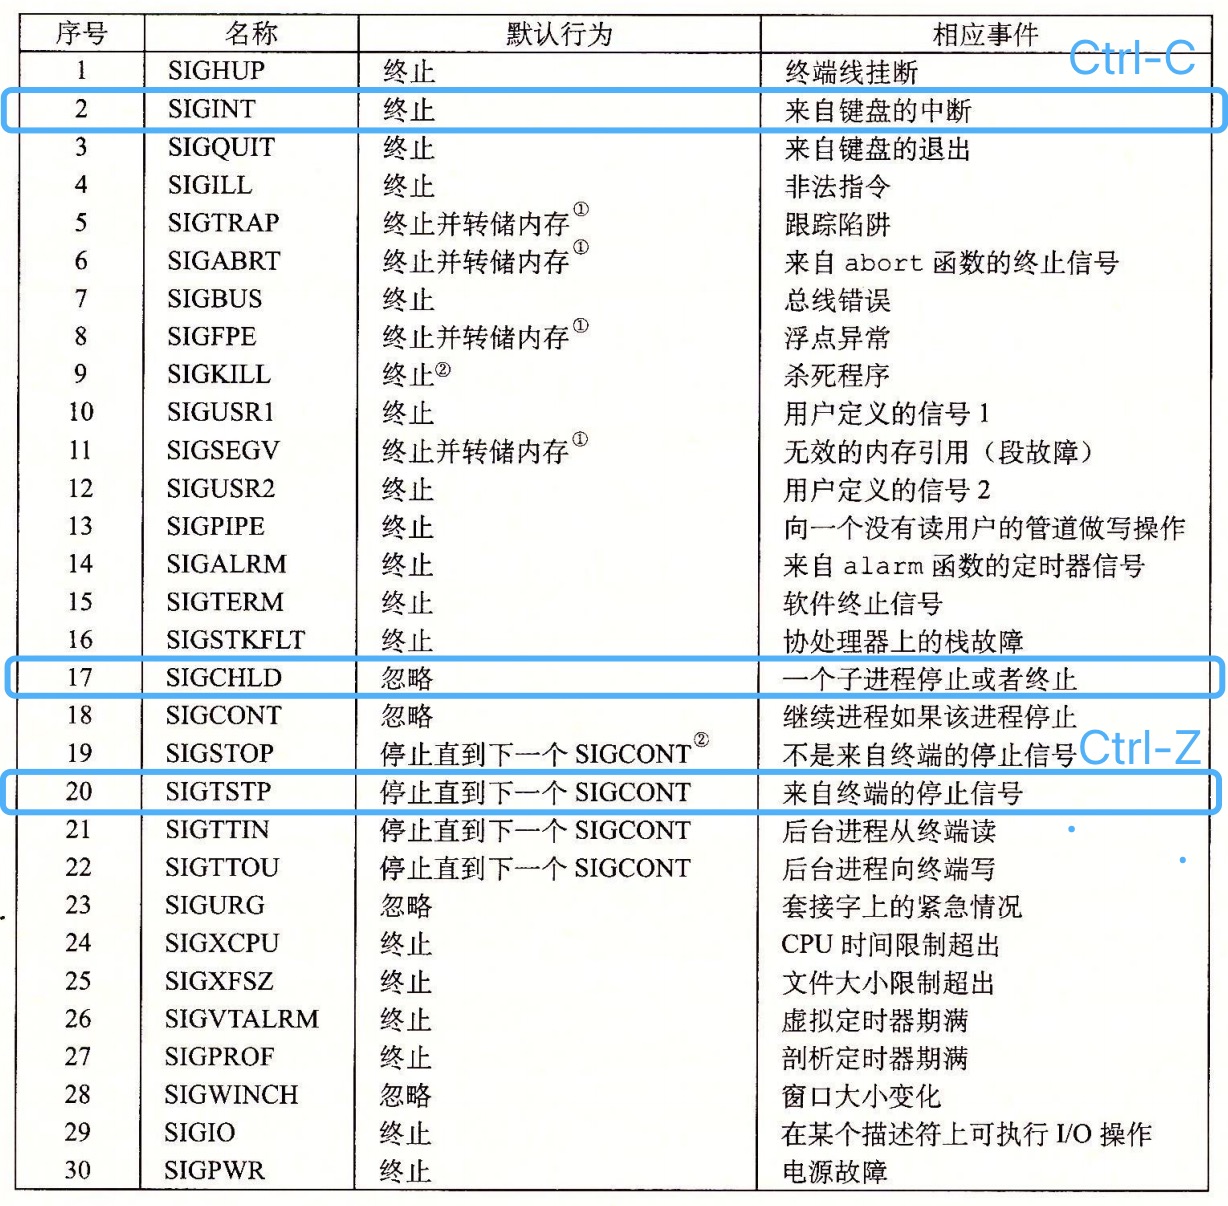 序号 名称 默认行为 相应事件
Ctrl-C
1 SIGHUP 终止 终端线挂断
2 SIGINT 终止 来自键盘的中断
3 SIGQUIT 终止 来自键盘的退出
4 SIGILL 终止 非法指令
5 SIGTRAP 终止并转储内存① 跟踪陷阱
6 SIGABRT 终止并转储内存① 来自 abort 函数的终止信号
7 SIGBUS 终止 总线错误
8 SIGFPE 终止并转储内存① 浮点异常
9 SIGKILL 终止② 杀死程序
10 SIGUSR1 终止 用户定义的信号 1
11 SIGSEGV 终止并转储内存① 无效的内存引用（段故障）
12 SIGUSR2 终止 用户定义的信号 2
13 SIGPIPE 终止 向一个没有读用户的管道做写操作
14 SIGALRM 终止 来自 alarm 函数的定时器信号
15 SIGTERM 终止 软件终止信号
16 SIGSTKFLT 终止 协处理器上的栈故障
17 SIGCHLD 忽略 一个子进程停止或者终止
18 SIGCONT 忽略 继续进程如果该进程停止
19 SIGSTOP 停止直到下一个 SIGCONT② 不是来自终端的停止信号
Ctrl-Z
20 SIGTSTP 停止直到下一个 SIGCONT 来自终端的停止信号
21 SIGTTIN 停止直到下一个 SIGCONT 后台进程从终端读
22 SIGTTOU 停止直到下一个 SIGCONT 后台进程向终端写
23 SIGURG 忽略 套接字上的紧急情况
24 SIGXCPU 终止 CPU 时间限制超出
25 SIGXFSZ 终止 文件大小限制超出
26 SIGVTALRM 终止 虚拟定时器期满
27 SIGPROF 终止 剖析定时器期满
28 SIGWINCH 忽略 窗口大小变化
29 SIGIO 终止 在某个描述符上可执行 I/O 操作
30 SIGPWR 终止 电源故障